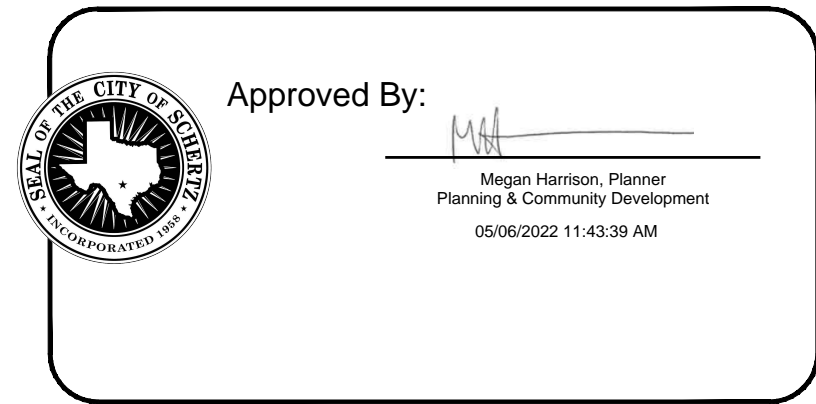 SEAL OF THE CITY OF SCHERTZ
★ INCORPORATED 1958 ★
Approved By:
MH
Megan Harrison, Planner
Planning & Community Development
05/06/2022 11:43:39 AM